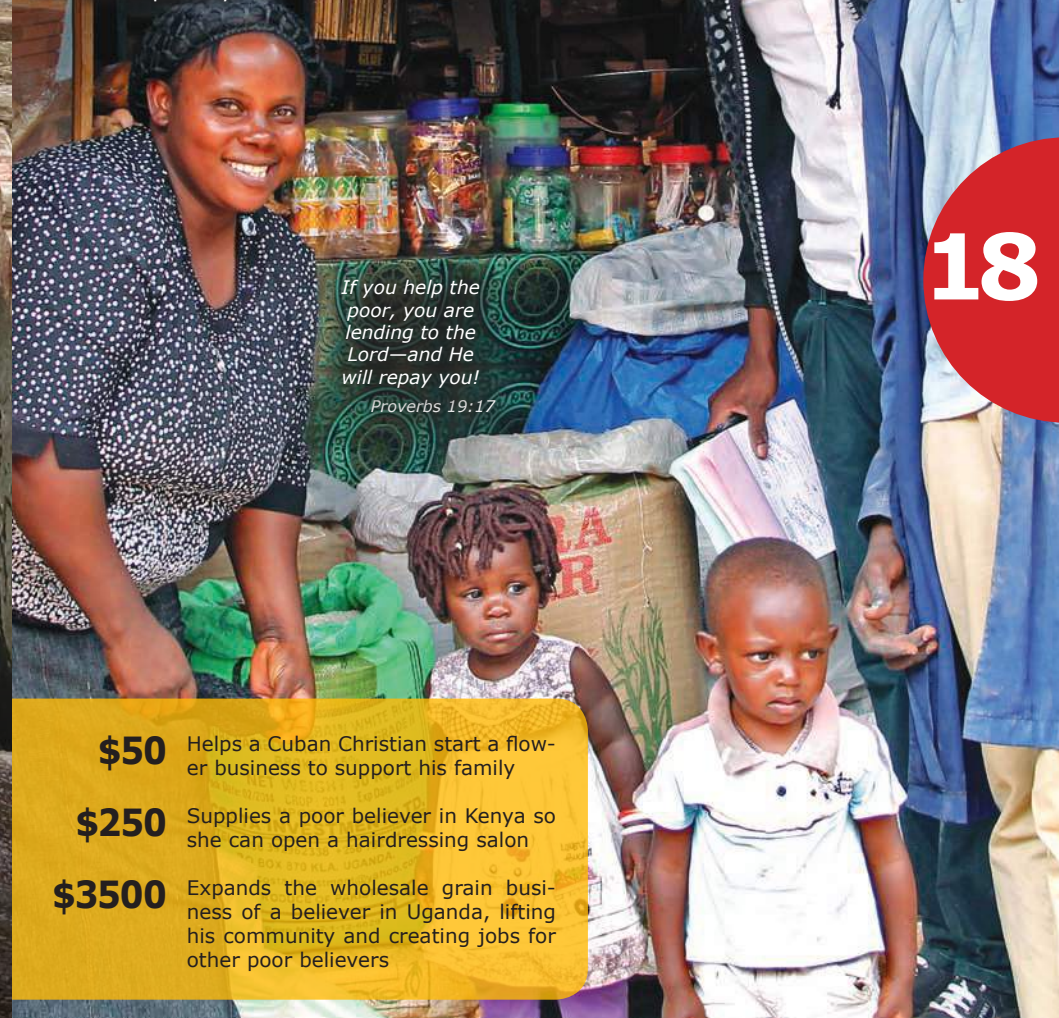 If you help the
poor, you are
lending to the
Lord—and He
will repay you!
Proverbs 19:17
18
$50 Helps a Cuban Christian start a flow-
er business to support his family
$250 Supplies a poor believer in Kenya so
she can open a hairdressing salon
$3500 Expands the wholesale grain busi-
ness of a believer in Uganda, lifting
his community and creating jobs for
other poor believers